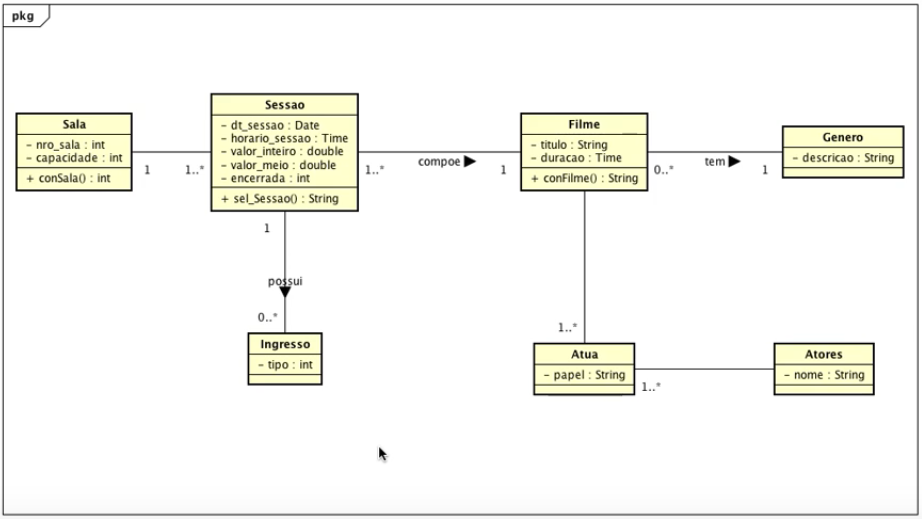 pkg
Sala
- nro_sala : int
- capacidade : int
+ conSala() : int
1
1..*
Sessao
- dt_sessao : Date
- horario_sessao : Time
- valor_inteiro : double
- valor_meio : double
- encerrada : int
+ sel_Sessao() : String
1..*
compoe
1
Filme
- titulo : String
- duracao : Time
+ conFilme() : String
0..*
tem
1
Genero
- descricao : String
1
possui
0..*
Ingresso
- tipo : int
1..*
Atua
- papel : String
1..*
Atores
- nome : String